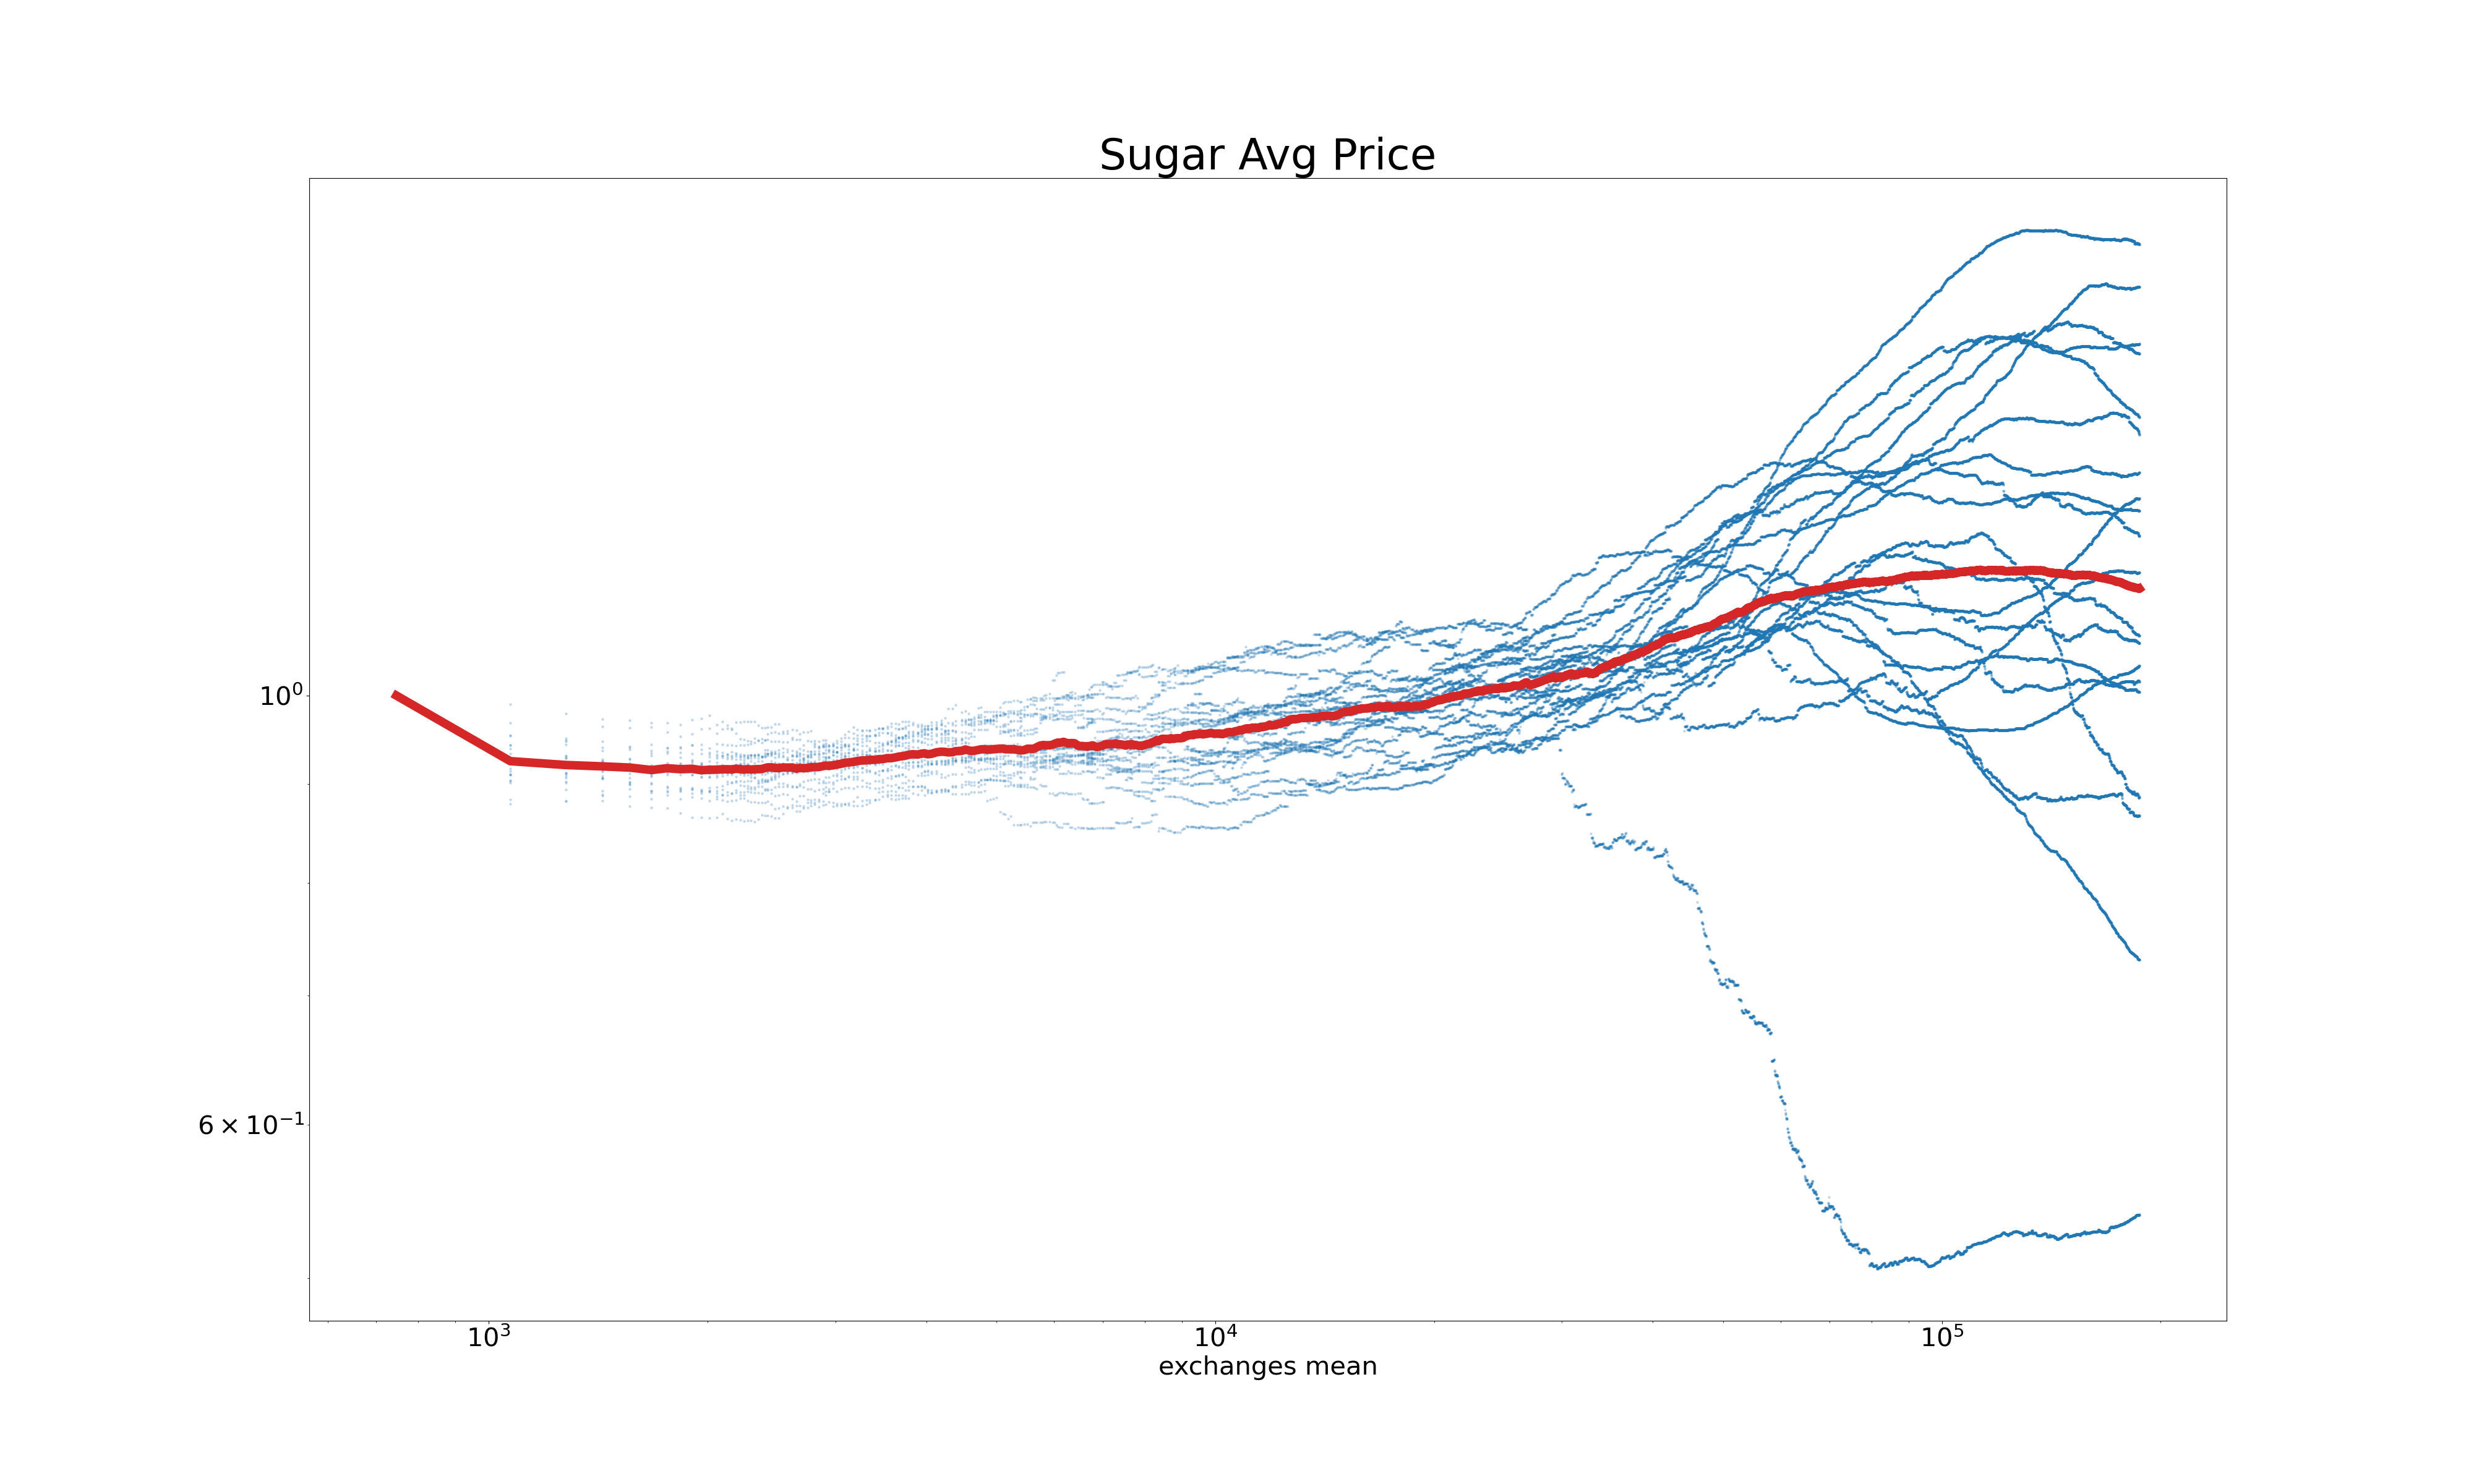 Sugar Avg Price
10⁰
6 × 10⁻¹
10³ 10⁴ 10⁵
exchanges mean